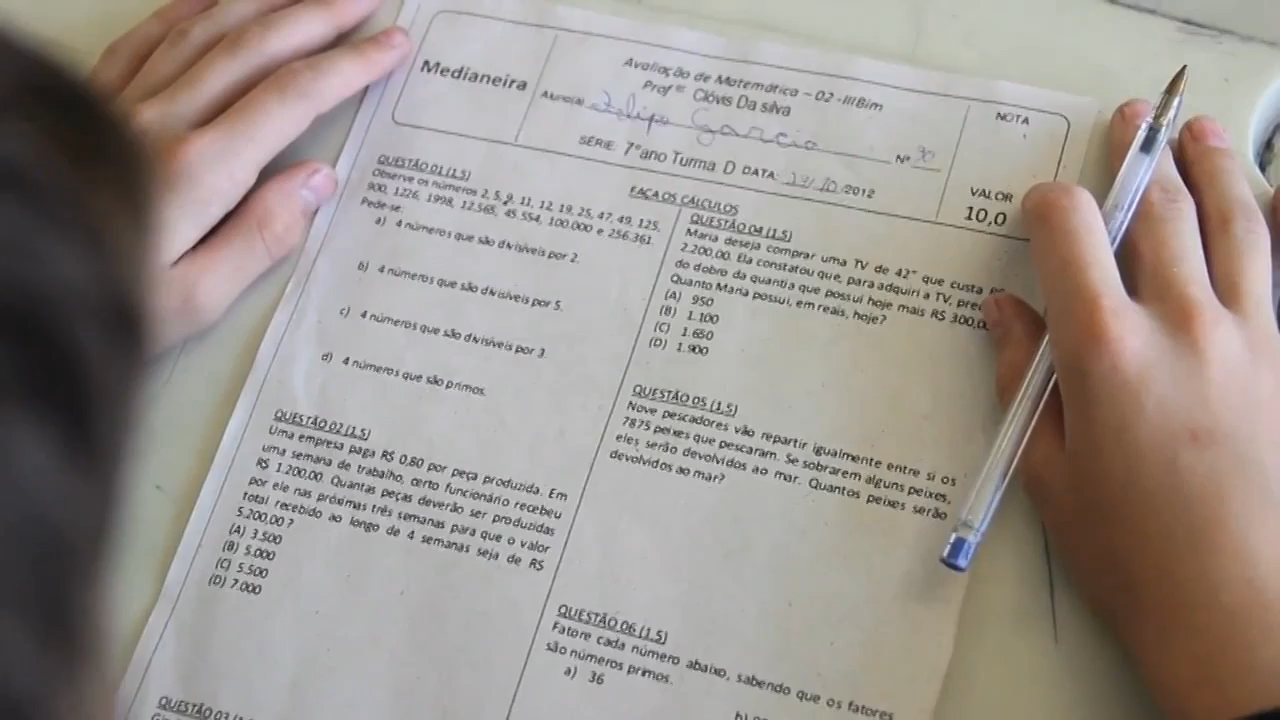 Medianeira
Avaliação de Matemática – 02 - IIIBim
Profº: Clóvis Da silva
Aluno(a) Felipe Garcia Nº 30
SÉRIE: 7°ano Turma: D DATA: /10/2012
NOTA
VALOR
10,0
FAÇA OS CÁLCULOS
QUESTÃO 01 (1,5)
Observe os números 2, 5, 9, 11, 12, 19, 25, 47, 49, 125,
900, 1226, 1998, 12.565, 45.554, 100.000 e 256.361.
Pede-se:
a) 4 números que são divisíveis por 2.
b) 4 números que são divisíveis por 5.
c) 4 números que são divisíveis por 3.
d) 4 números que são primos.
QUESTÃO 02 (1,5)
Uma empresa paga R$ 0,80 por peça produzida. Em
uma semana de trabalho, certo funcionário recebeu
R$ 1.200,00. Quantas peças deverão ser produzidas
por ele nas próximas três semanas para que o valor
total recebido ao longo de 4 semanas seja de R$
5.200,00 ?
(A) 3.500
(B) 5.000
(C) 5.500
(D) 7.000
QUESTÃO 03
QUESTÃO 04 (1,5)
Maria deseja comprar uma TV de 42" que custa
2.200,00. Ela constatou que, para adquiri a TV,
do dobro da quantia que possui hoje mais R$ 300,
Quanto Maria possui, em reais, hoje?
(A) 950
(B) 1.100
(C) 1.650
(D) 1.900
QUESTÃO 05 (1,5)
Nove pescadores vão repartir igualmente entre si os
7875 peixes que pescaram. Se sobrarem alguns peixes,
eles serão devolvidos ao mar. Quantos peixes serão
devolvidos ao mar?
QUESTÃO 06 (1,5)
Fatore cada número abaixo, sabendo que os fatores
são números primos.
a) 36
b)